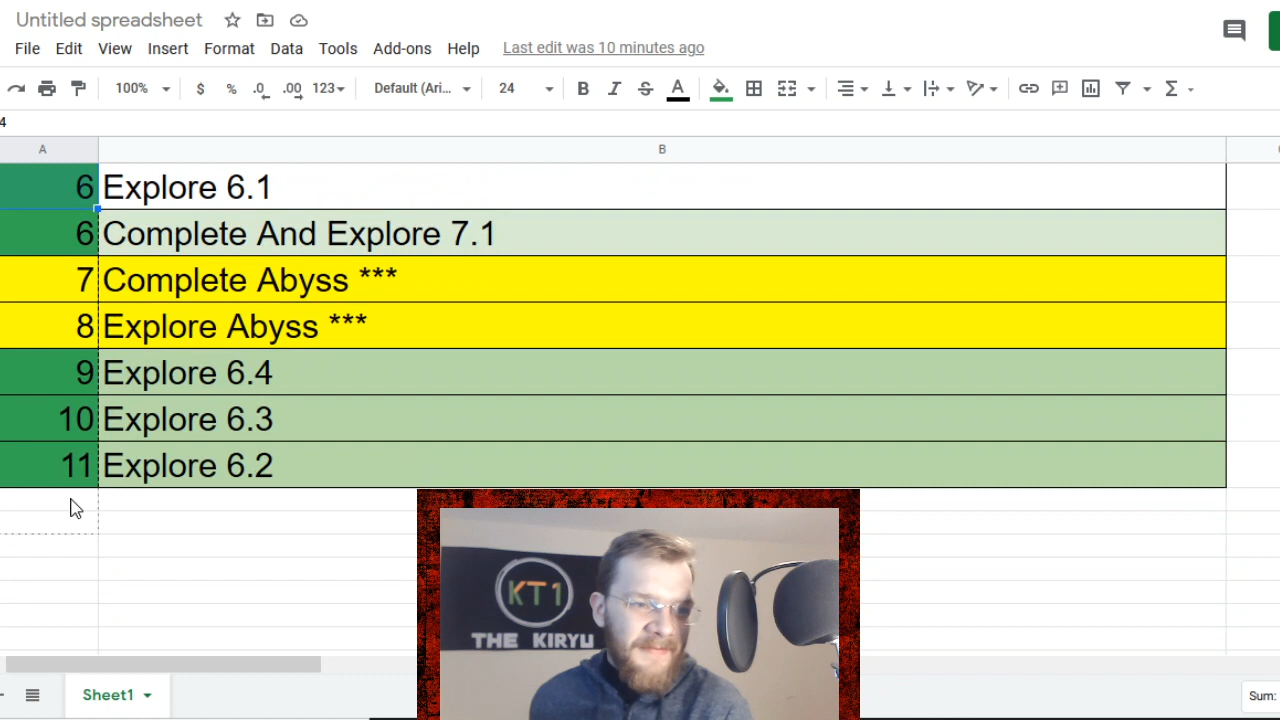 Untitled spreadsheet
File Edit View Insert Format Data Tools Add-ons Help Last edit was 10 minutes ago
100% $ % .0 .00 123 Default (Ari... 24 B I S A
4
A B
6 Explore 6.1
6 Complete And Explore 7.1
7 Complete Abyss ***
8 Explore Abyss ***
9 Explore 6.4
10 Explore 6.3
11 Explore 6.2
KT1
THE KIRYU
Sheet1 Sum: